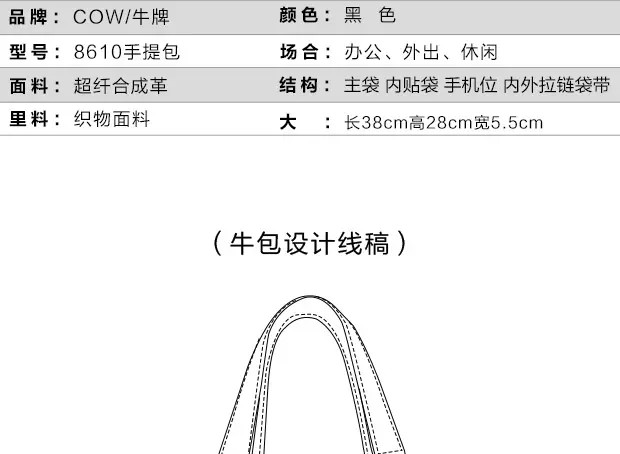 品牌：COW/牛牌 颜色：黑 色
型号：8610手提包 场合：办公、外出、休闲
面料：超纤合成革 结构：主袋 内贴袋 手机位 内外拉链袋带
里料：织物面料 大 ：长38cm高28cm宽5.5cm
（牛包设计线稿）